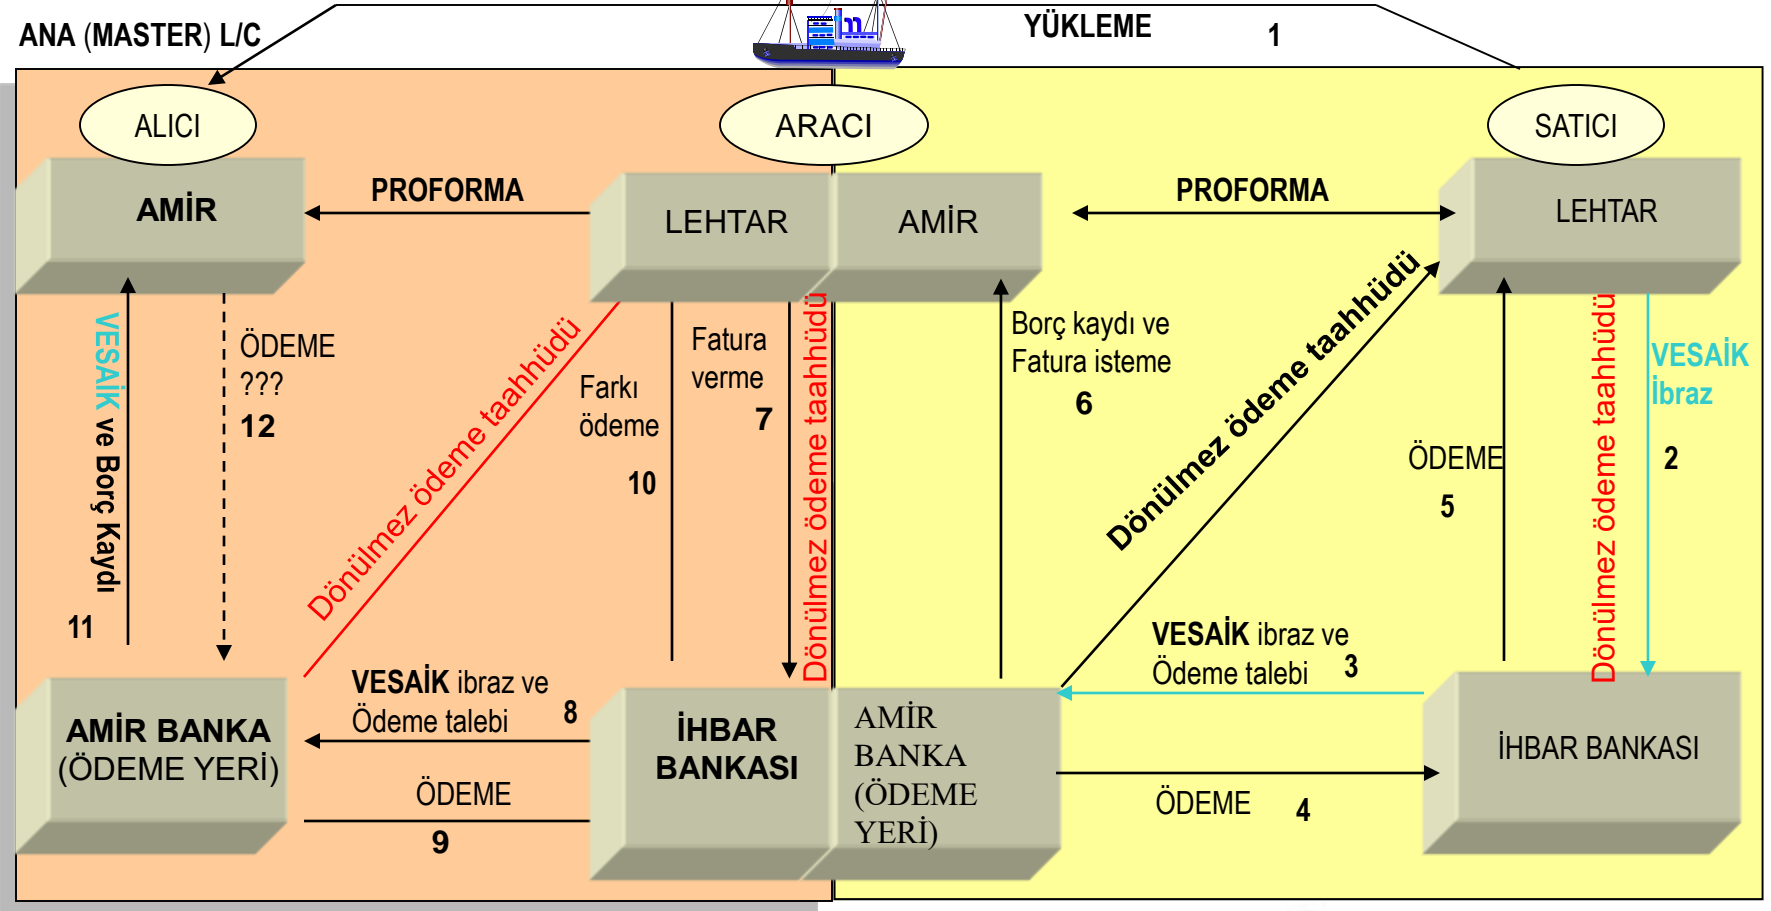 ANA (MASTER) L/C
YÜKLEME 1
ALICI
ARACI
SATICI
AMİR
PROFORMA
LEHTAR
AMİR
PROFORMA
LEHTAR
VESAİK ve Borç Kaydı
11
ÖDEME
???
12
Dönülmez ödeme taahhüdü
Farkı
ödeme
10
Fatura
verme
7
Dönülmez ödeme taahhüdü
Borç kaydı ve
Fatura isteme
6
Dönülmez ödeme taahhüdü
ÖDEME
5
Dönülmez ödeme taahhüdü
VESAİK
İbraz
2
VESAİK ibraz ve
Ödeme talebi 3
VESAİK ibraz ve
Ödeme talebi 8
AMİR BANKA
(ÖDEME YERİ)
ÖDEME
9
İHBAR
BANKASI
AMİR
BANKA
(ÖDEME
YERİ)
ÖDEME 4
İHBAR BANKASI